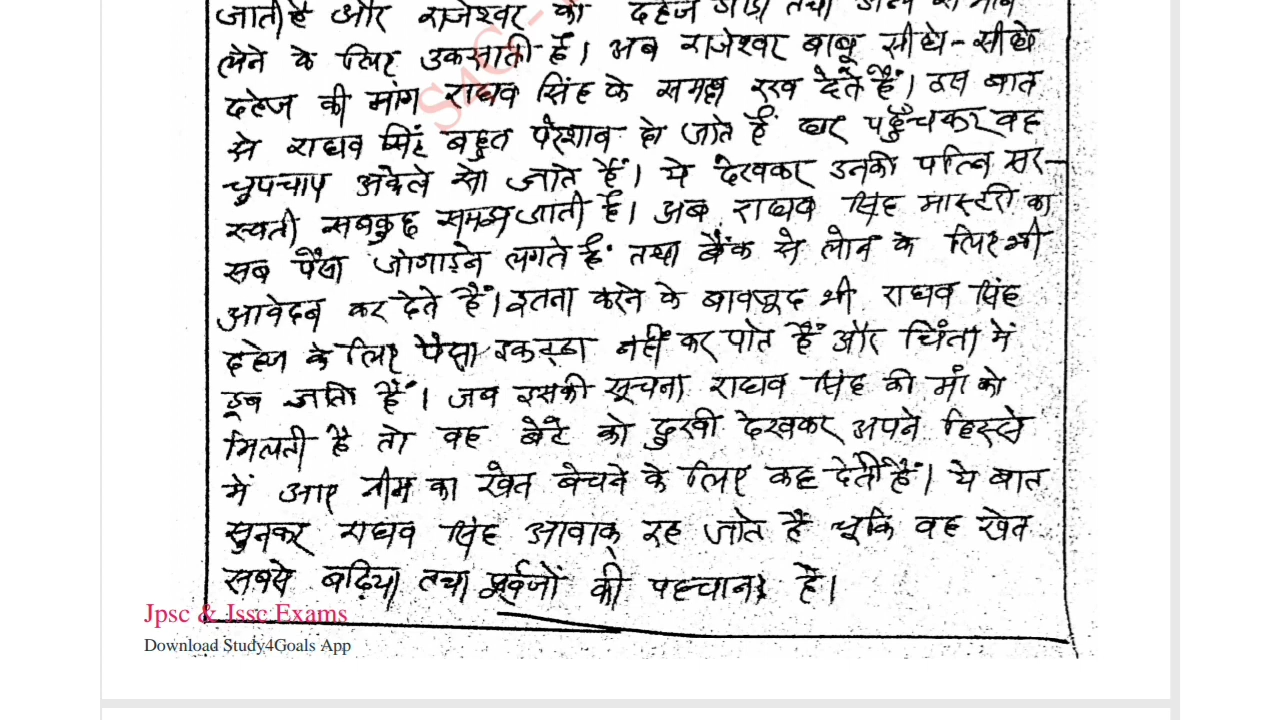 जाती है और राजेश्वर को दहेज गाड़ी तथा
लेने के लिए उकसाती है। अब राजेश्वर बाबू सीधे-सीधे
दहेज की मांग राघव सिंह के समक्ष रख देते हैं। इस बात
से राघव सिंह बहुत परेशान हो जाते हैं घर पहुँचकर वह
चुपचाप अकेले सो जाते हैं। ये देखकर उनकी पत्नि सर-
स्वती सबकुछ समझ जाती है। अब राघव सिंह मास्टरी का
सब पैसा जोगाड़ने लगते हैं तथा बैंक से लोन के लिए भी
आवेदन कर देते हैं। इतना करने के बावजूद भी राघव सिंह
दहेज के लिए पैसा इकट्ठा नहीं कर पाते हैं और चिंता में
डूब जाते हैं। जब इसकी सूचना राघव सिंह की माँ को
मिलती है तो वह बेटे को दुखी देखकर अपने हिस्से
में आए नीम का खेत बेचने के लिए कह देती हैं। ये बात
सुनकर राघव सिंह आवाक् रह जाते हैं चूकि वह खेत
सबसे बढ़िया तथा पूर्वजों की पहचान है।
Jpsc & Jssc Exams
Download Study4Goals App